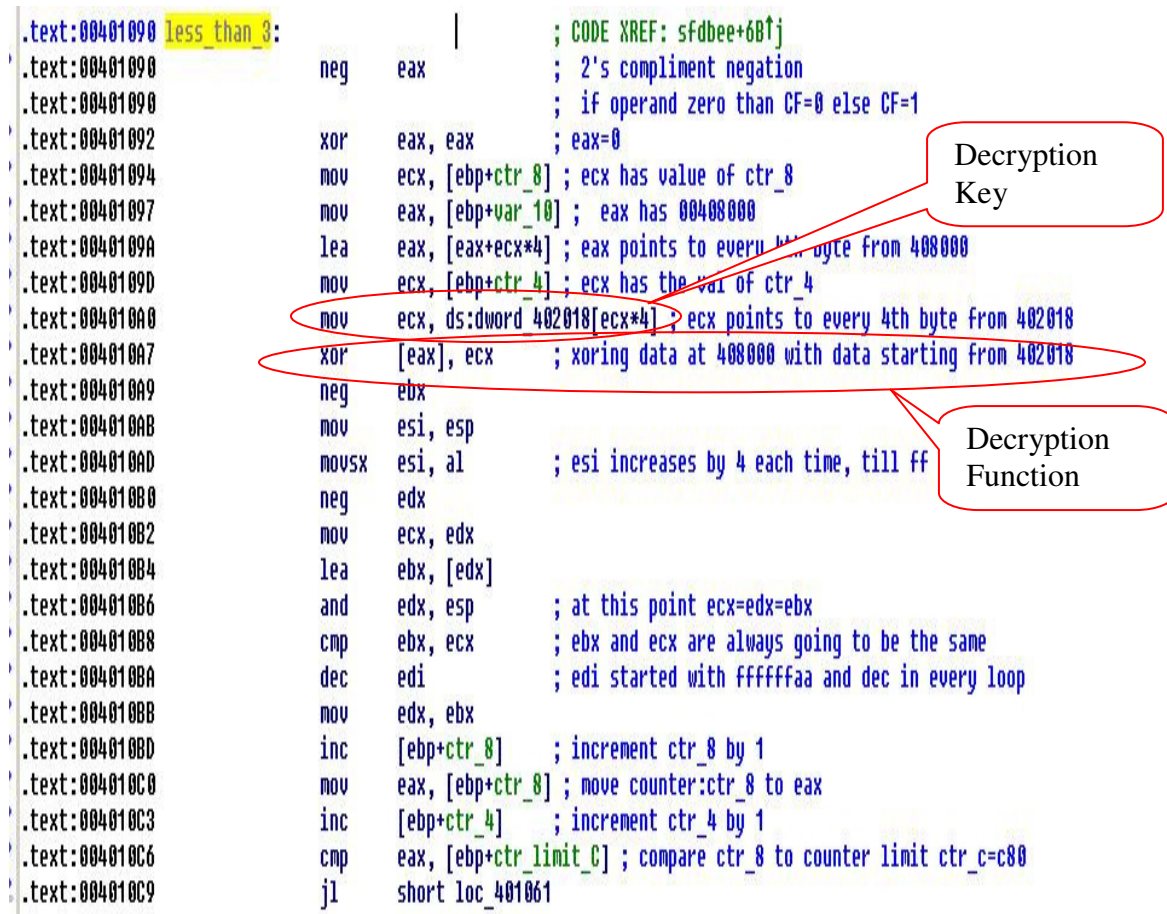 .text:00401090 less_than_3: ; CODE XREF: sfdbee+6B↑j
.text:00401090 neg eax ; 2's compliment negation
.text:00401090 ; if operand zero than CF=0 else CF=1
.text:00401092 xor eax, eax ; eax=0
.text:00401094 mov ecx, [ebp+ctr_8] ; ecx has value of ctr_8
.text:00401097 mov eax, [ebp+var_10] ; eax has 00408000
.text:0040109A lea eax, [eax+ecx*4] ; eax points to every 4th byte from 408000
.text:0040109D mov ecx, [ebp+ctr_4] ; ecx has the val of ctr_4
.text:004010A0 mov ecx, ds:dword_402018[ecx*4] ; ecx points to every 4th byte from 402018
.text:004010A7 xor [eax], ecx ; xoring data at 408000 with data starting from 402018
.text:004010A9 neg ebx
.text:004010AB mov esi, esp
.text:004010AD movsx esi, al ; esi increases by 4 each time, till ff
.text:004010B0 neg edx
.text:004010B2 mov ecx, edx
.text:004010B4 lea ebx, [edx]
.text:004010B6 and edx, esp ; at this point ecx=edx=ebx
.text:004010B8 cmp ebx, ecx ; ebx and ecx are always going to be the same
.text:004010BA dec edi ; edi started with ffffffaa and dec in every loop
.text:004010BB mov edx, ebx
.text:004010BD inc [ebp+ctr_8] ; increment ctr_8 by 1
.text:004010C0 mov eax, [ebp+ctr_8] ; move counter:ctr_8 to eax
.text:004010C3 inc [ebp+ctr_4] ; increment ctr_4 by 1
.text:004010C6 cmp eax, [ebp+ctr_limit_C] ; compare ctr_8 to counter limit ctr_c=c80
.text:004010C9 jl short loc_401061
Decryption
Key
Decryption
Function